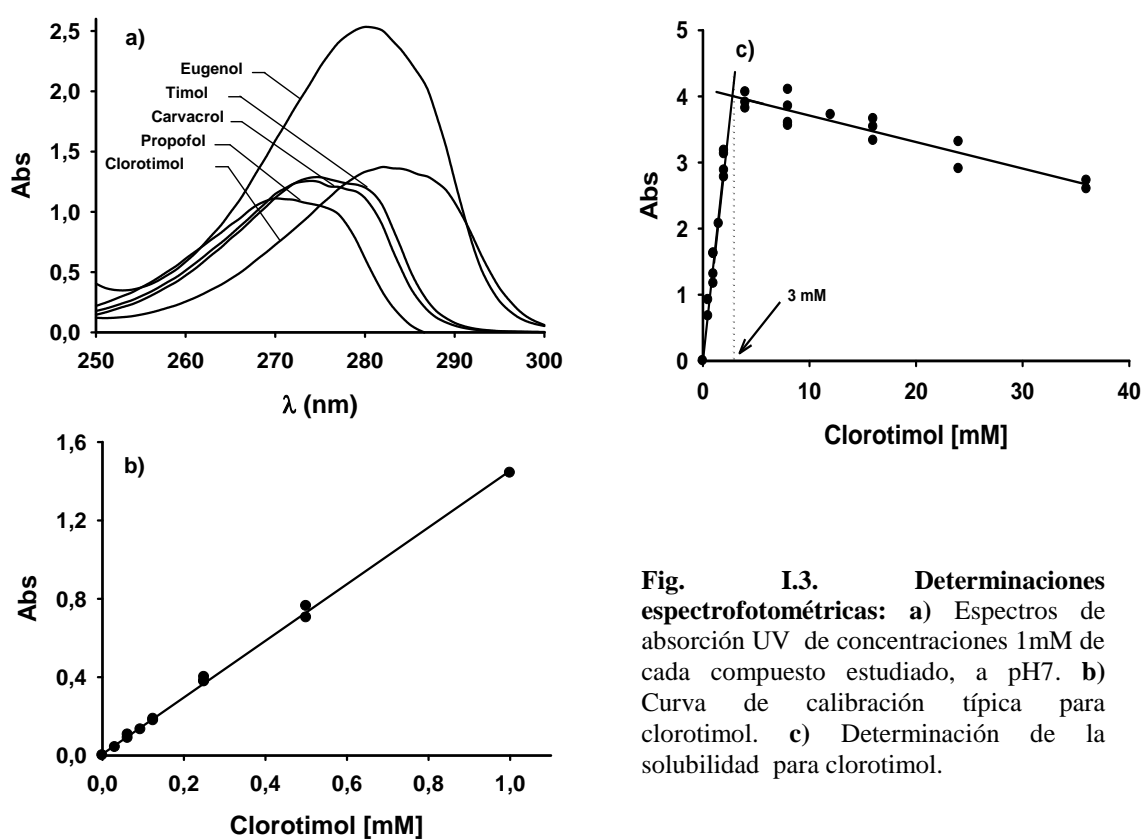 a)
Abs
2,5
2,0
1,5
1,0
0,5
0,0
Eugenol
Timol
Carvacrol
Propofol
Clorotimol
250 260 270 280 290 300
λ (nm)
c)
Abs
5
4
3
2
1
0
3 mM
0 10 20 30 40
Clorotimol [mM]
b)
Abs
1,6
1,2
0,8
0,4
0,0
0,0 0,2 0,4 0,6 0,8 1,0
Clorotimol [mM]
Fig. I.3. Determinaciones
espectrofotométricas: a) Espectros de
absorción UV de concentraciones 1mM de
cada compuesto estudiado, a pH7. b)
Curva de calibración típica para
clorotimol. c) Determinación de la
solubilidad para clorotimol.